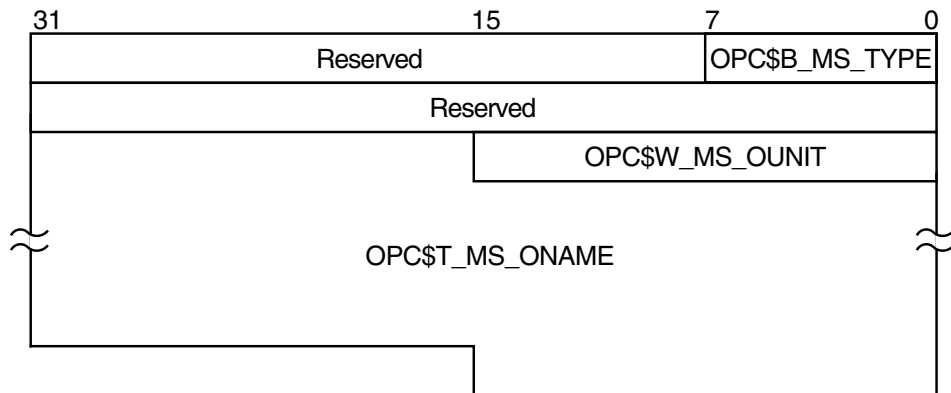 31 15 7 0
Reserved OPC$B_MS_TYPE
Reserved
OPC$W_MS_OUNIT
OPC$T_MS_ONAME